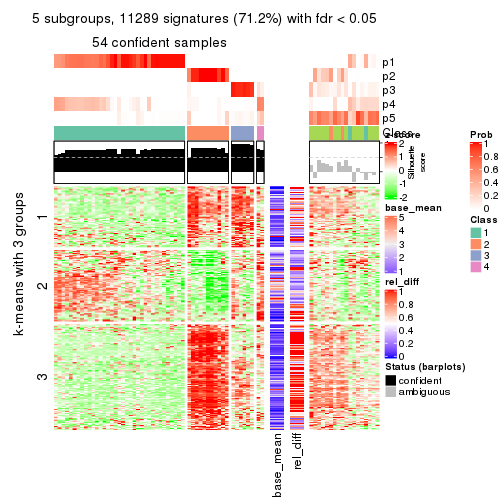 5 subgroups, 11289 signatures (71.2%) with fdr < 0.05
54 confident samples
p1
p2
p3
p4
p5
Class
z-score
2
1
0
-1
-2
Silhouette
score
Prob
1
0.8
0.6
0.4
0.2
0
Class
1
2
3
4
base_mean
5
4
3
2
1
rel_diff
1
0.8
0.6
0.4
0.2
0
Status (barplots)
confident
ambiguous
k-means with 3 groups
1
2
3
base_mean
rel_diff